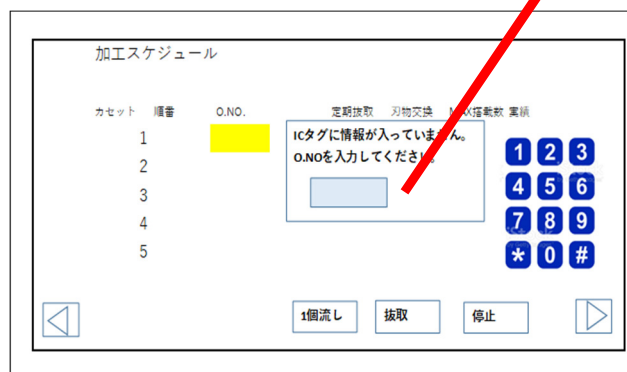 加工スケジュール
カセット 順番 O.NO. 定期抜取 刃物交換 MAX搭載数 実績
1
2
3
4
5
ICタグに情報が入っていません。
O.NOを入力してください。
1 2 3
4 5 6
7 8 9
* 0 #
1個流し 抜取 停止